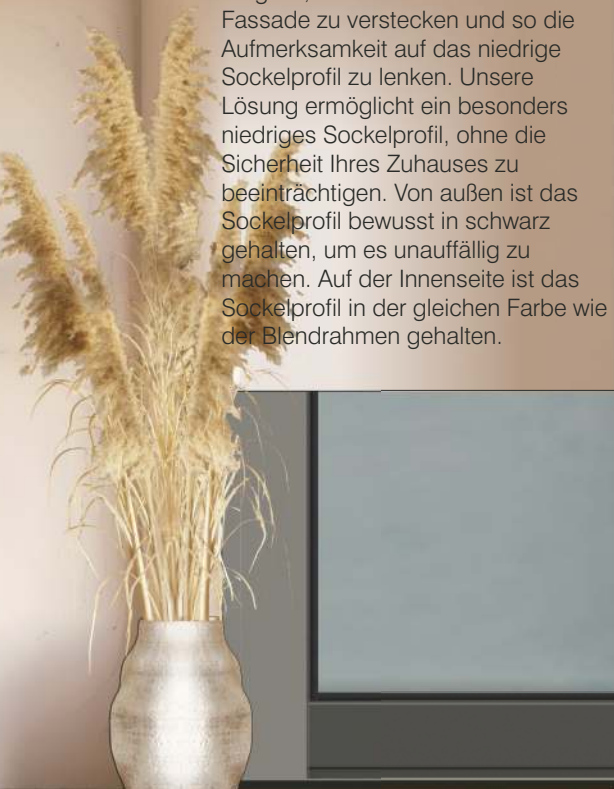 Fassade zu verstecken und so die
Aufmerksamkeit auf das niedrige
Sockelprofil zu lenken. Unsere
Lösung ermöglicht ein besonders
niedriges Sockelprofil, ohne die
Sicherheit Ihres Zuhauses zu
beeinträchtigen. Von außen ist das
Sockelprofil bewusst in schwarz
gehalten, um es unauffällig zu
machen. Auf der Innenseite ist das
Sockelprofil in der gleichen Farbe wie
der Blendrahmen gehalten.